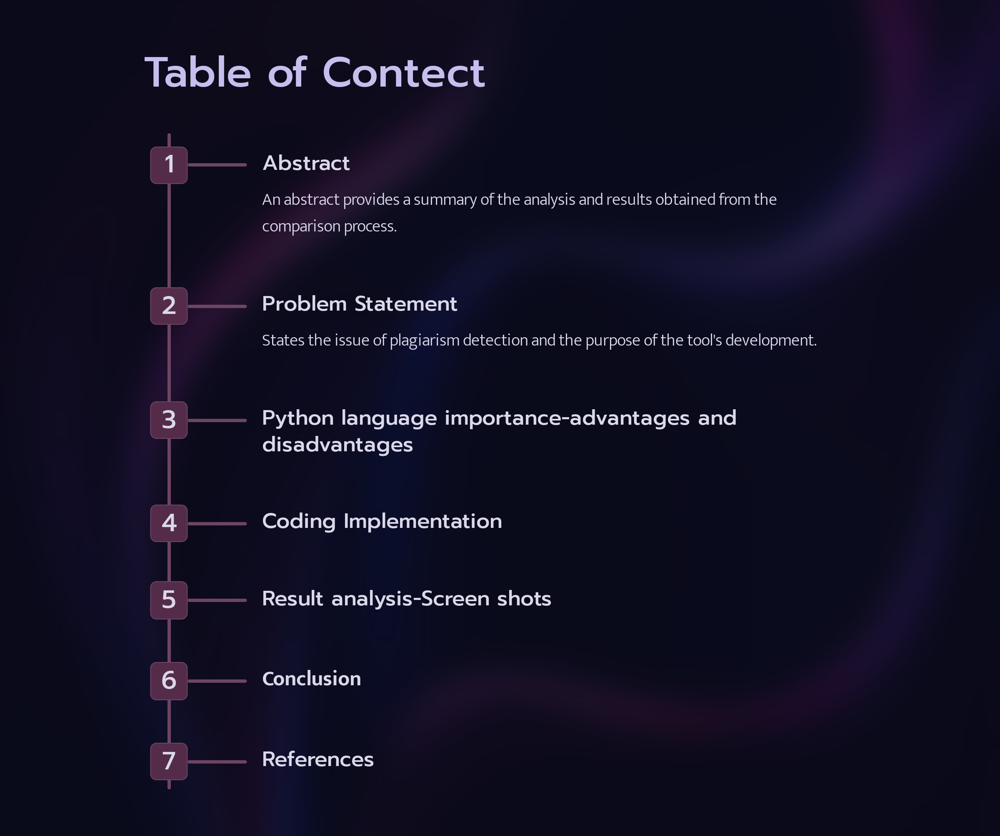 Table of Contect
1
Abstract
An abstract provides a summary of the analysis and results obtained from the
comparison process.
2
Problem Statement
States the issue of plagiarism detection and the purpose of the tool's development.
3
Python language importance-advantages and
disadvantages
4
Coding Implementation
5
Result analysis-Screen shots
6
Conclusion
7
References